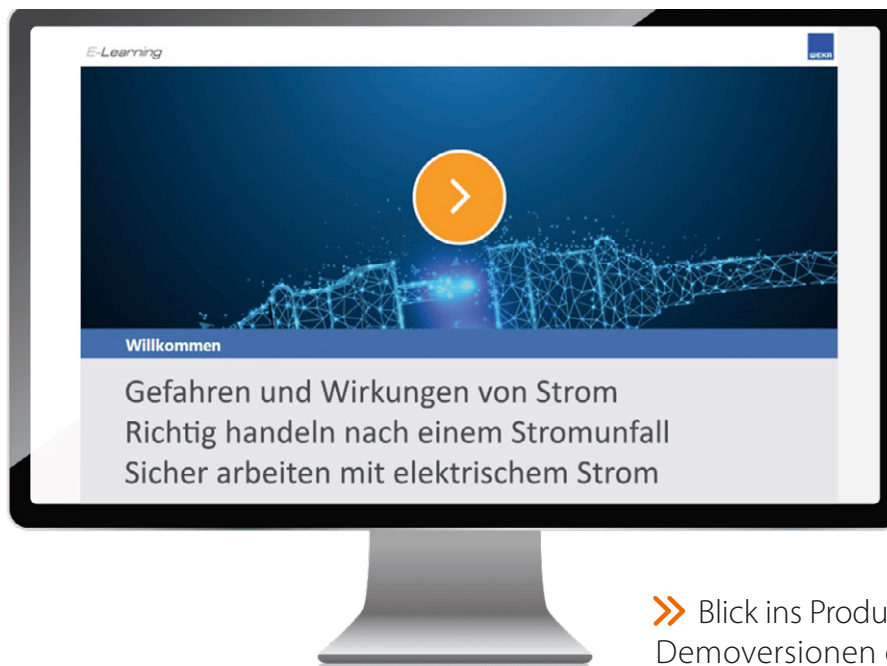 E-Learning
WEKA
Willkommen
Gefahren und Wirkungen von Strom
Richtig handeln nach einem Stromunfall
Sicher arbeiten mit elektrischem Strom
Blick ins Produ
Demoversionen